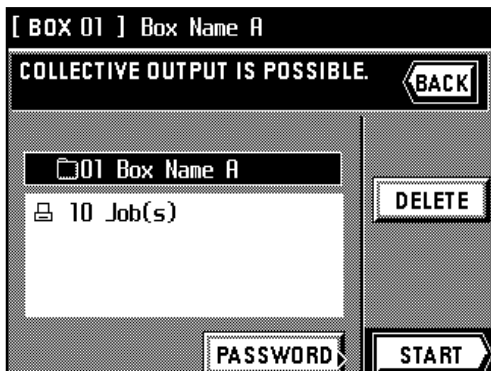 [ BOX 01 ] Box Name A
COLLECTIVE OUTPUT IS POSSIBLE.
BACK
01 Box Name A
10 Job(s)
DELETE
PASSWORD
START